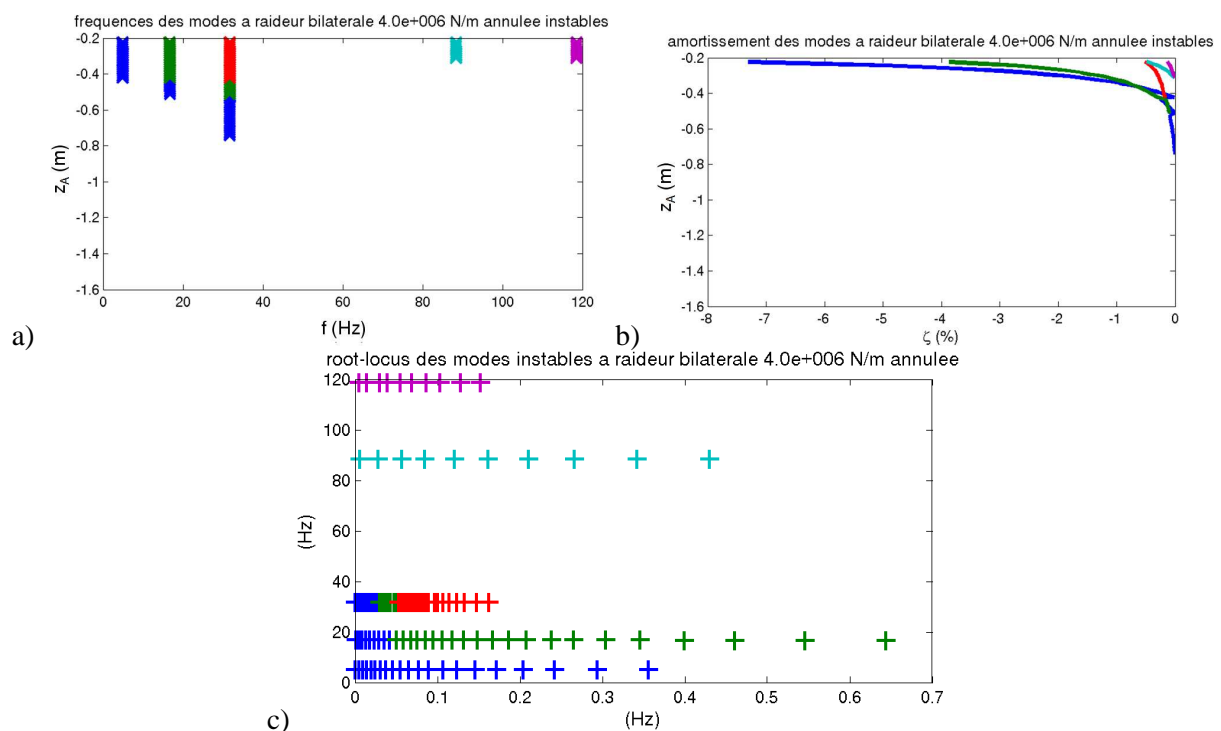 frequences des modes a raideur bilaterale 4.0e+006 N/m annulee instables
-0.2
-0.4
-0.6
-0.8
-1
-1.2
-1.4
-1.6
z_A (m)
0 20 40 60 80 100 120
f (Hz)
a)
amortissement des modes a raideur bilaterale 4.0e+006 N/m annulee instables
-0.2
-0.4
-0.6
-0.8
-1
-1.2
-1.4
-1.6
z_A (m)
-8 -7 -6 -5 -4 -3 -2 -1 0
ζ (%)
b)
root-locus des modes instables a raideur bilaterale 4.0e+006 N/m annulee
120
100
80
60
40
20
0
(Hz)
0 0.1 0.2 0.3 0.4 0.5 0.6 0.7
(Hz)
c)